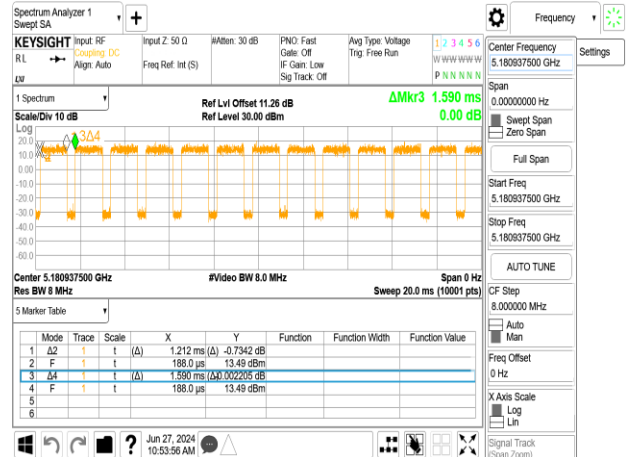 Spectrum Analyzer 1
Swept SA
Frequency
KEYSIGHT Input: RF Input Z: 50 Ω #Atten: 30 dB PNO: Fast Avg Type: Voltage 1 2 3 4 5 6
RL Coupling: DC Gate: Off Trig: Free Run W W W W W W
Align: Auto Freq Ref: Int (S) IF Gain: Low
Sig Track: Off P N N N N N
Center Frequency
5.180937500 GHz
Settings
1 Spectrum
Ref Lvl Offset 11.26 dB
ΔMkr3 1.590 ms
Scale/Div 10 dB
Ref Level 30.00 dBm
0.00 dB
Span
0.00000000 Hz
Swept Span
Zero Span
Full Span
Start Freq
5.180937500 GHz
Stop Freq
5.180937500 GHz
AUTO TUNE
CF Step
8.000000 MHz
Auto
Man
Freq Offset
0 Hz
X Axis Scale
Log
Lin
Signal Track
(Span Zoom)
Log
3Δ4
20.0
10.0
0.00
-10.0
-20.0
-30.0
-40.0
-50.0
-60.0
Center 5.180937500 GHz #Video BW 8.0 MHz Span 0 Hz
Res BW 8 MHz Sweep 20.0 ms (10001 pts)
5 Marker Table
Mode Trace Scale X Y Function Function Width Function Value
1 Δ2 1 t (Δ) 1.212 ms (Δ) -0.7342 dB
2 F 1 t 188.0 µs 13.49 dBm
3 Δ4 1 t (Δ) 1.590 ms (Δ) 0.002205 dB
4 F 1 t 188.0 µs 13.49 dBm
5
6
Jun 27, 2024
10:53:56 AM